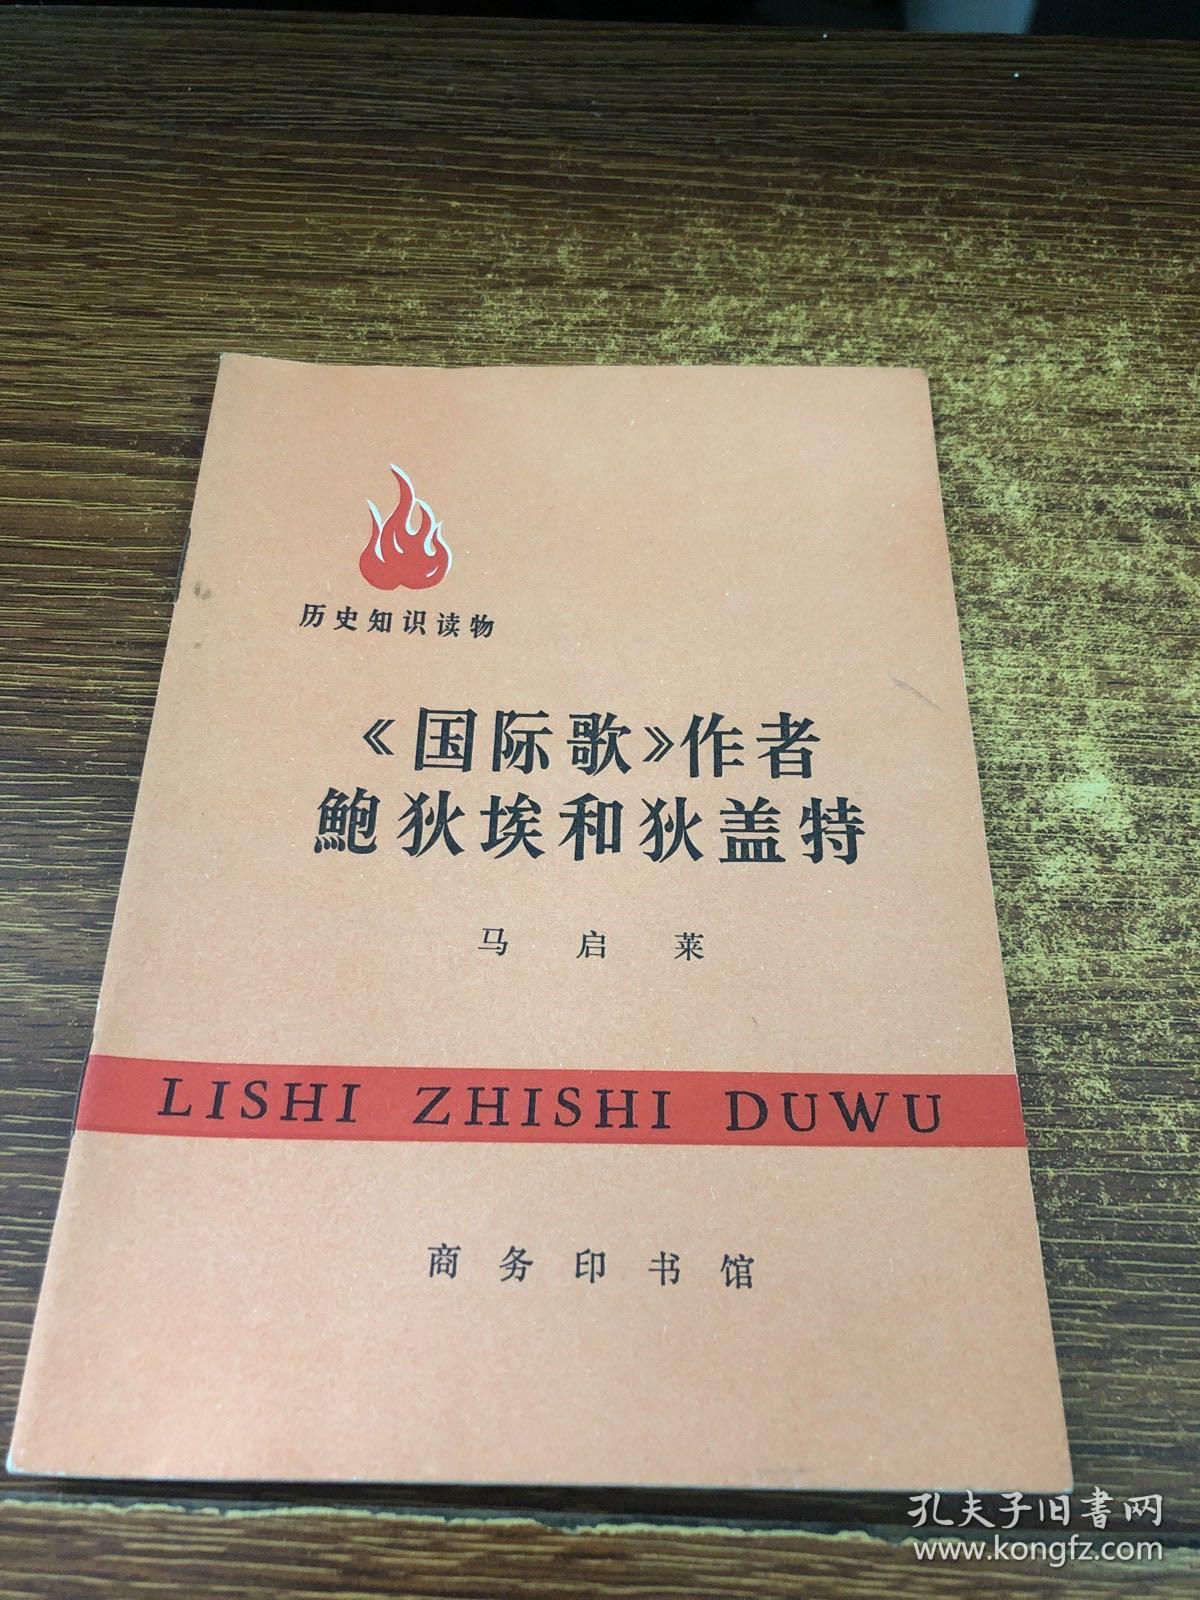 历史知识读物
《国际歌》作者
鲍狄埃和狄盖特
马启莱
LISHI ZHISHI DUWU
商务印书馆
孔夫子旧書网
www.kongfz.com